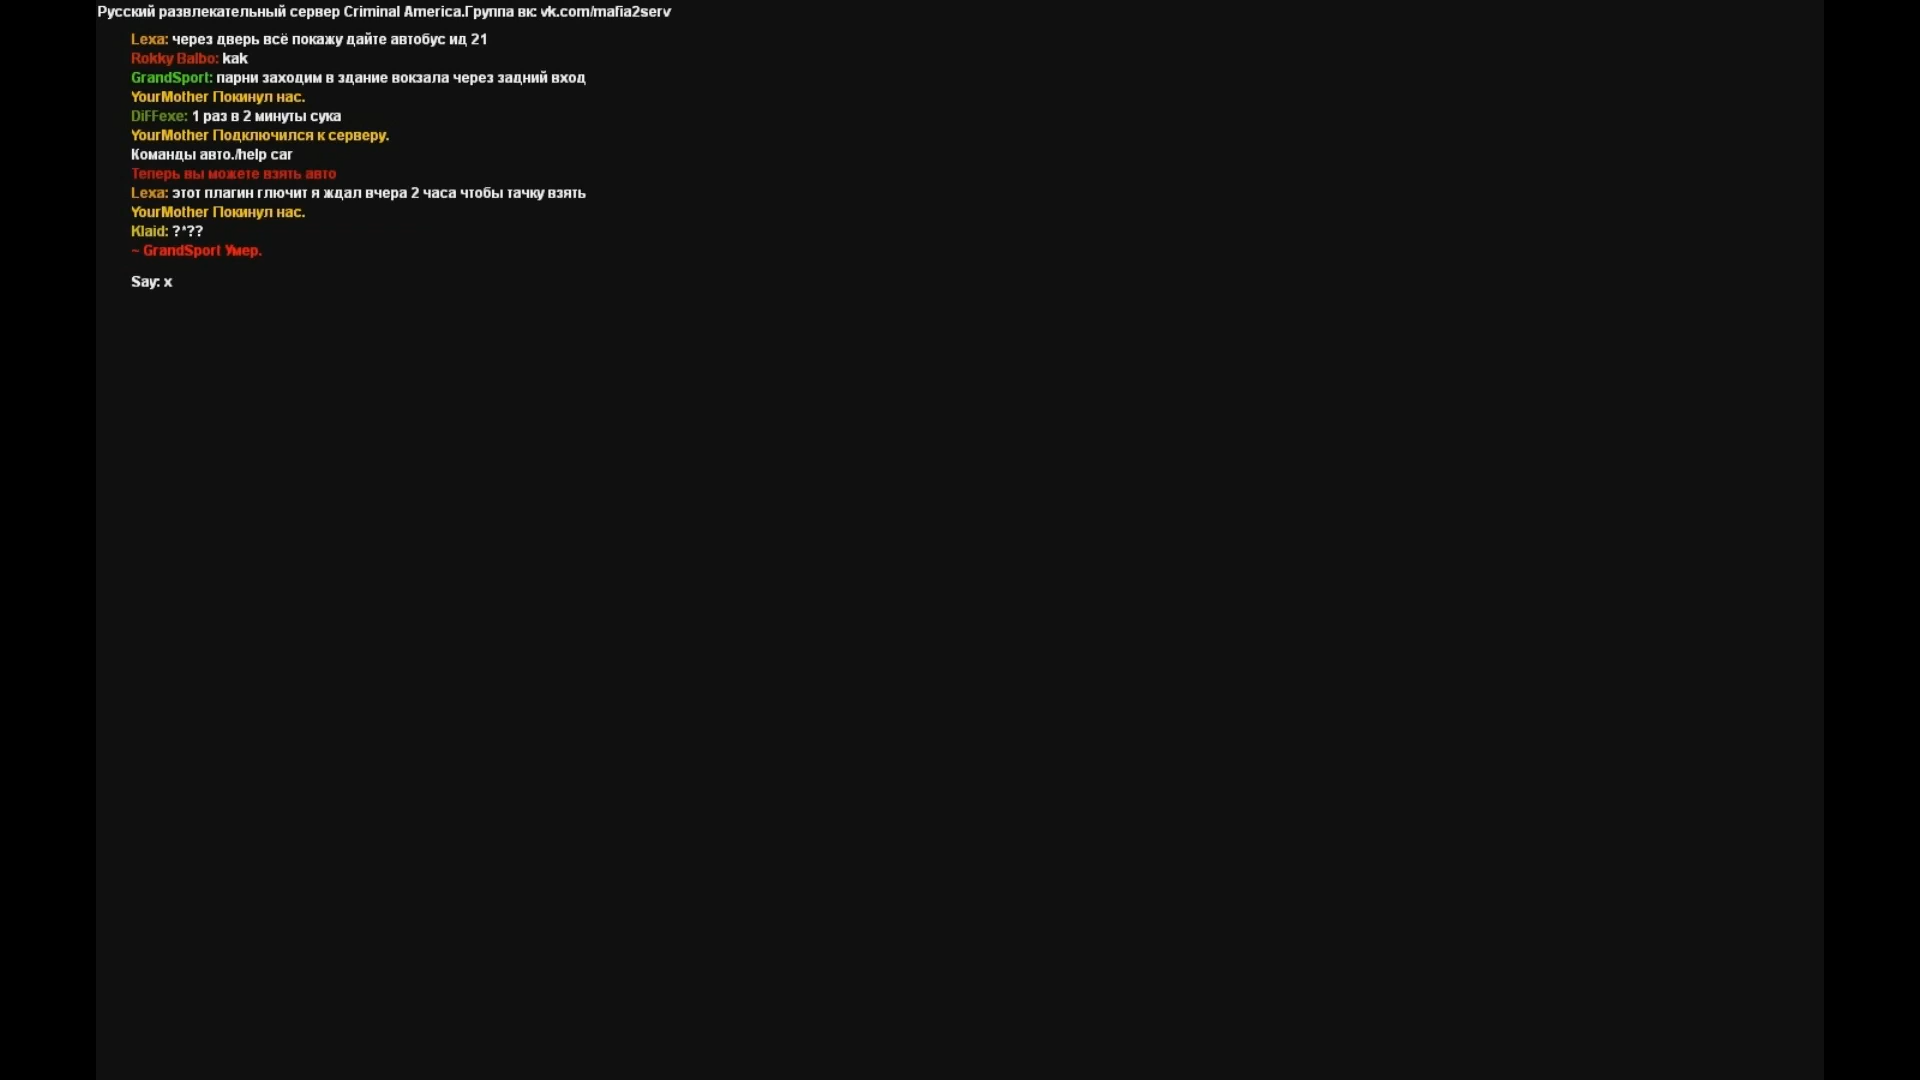 Русский развлекательный сервер Criminal America.Группа вк: vk.com/mafia2serv
Lexa: через дверь всё покажу дайте автобус ид 21
Rokky Balbo: kak
GrandSport: парни заходим в здание вокзала через задний вход
YourMother Покинул нас.
DiFFexe: 1 раз в 2 минуты сука
YourMother Подключился к серверу.
Команды авто./help car
Теперь вы можете взять авто
Lexa: этот плагин глючит я ждал вчера 2 часа чтобы тачку взять
YourMother Покинул нас.
Klaid: ?*??
~ GrandSport Умер.
Say: x